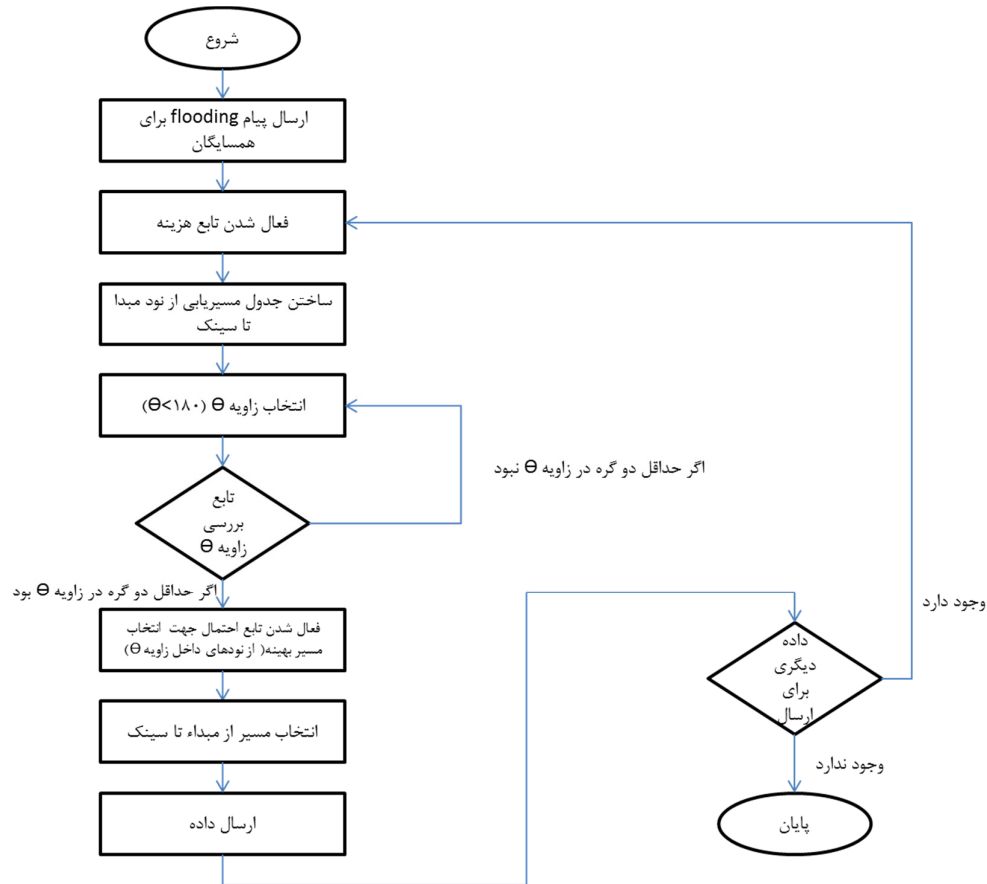 شروع
ارسال پیام flooding برای
همسایگان
فعال شدن تابع هزینه
ساختن جدول مسیریابی از نود مبدا
تا سینک
انتخاب زاویه Ɵ (Ɵ<۱۸۰)
اگر حداقل دو گره در زاویه Ɵ نبود
تابع
بررسی
زاویه Ɵ
اگر حداقل دو گره در زاویه Ɵ بود
فعال شدن تابع احتمال جهت انتخاب
مسیر بهینه( از نودهای داخل زاویه Ɵ)
انتخاب مسیر از مبداء تا سینک
ارسال داده
داده
دیگری
برای
ارسال
وجود دارد
وجود ندارد
پایان